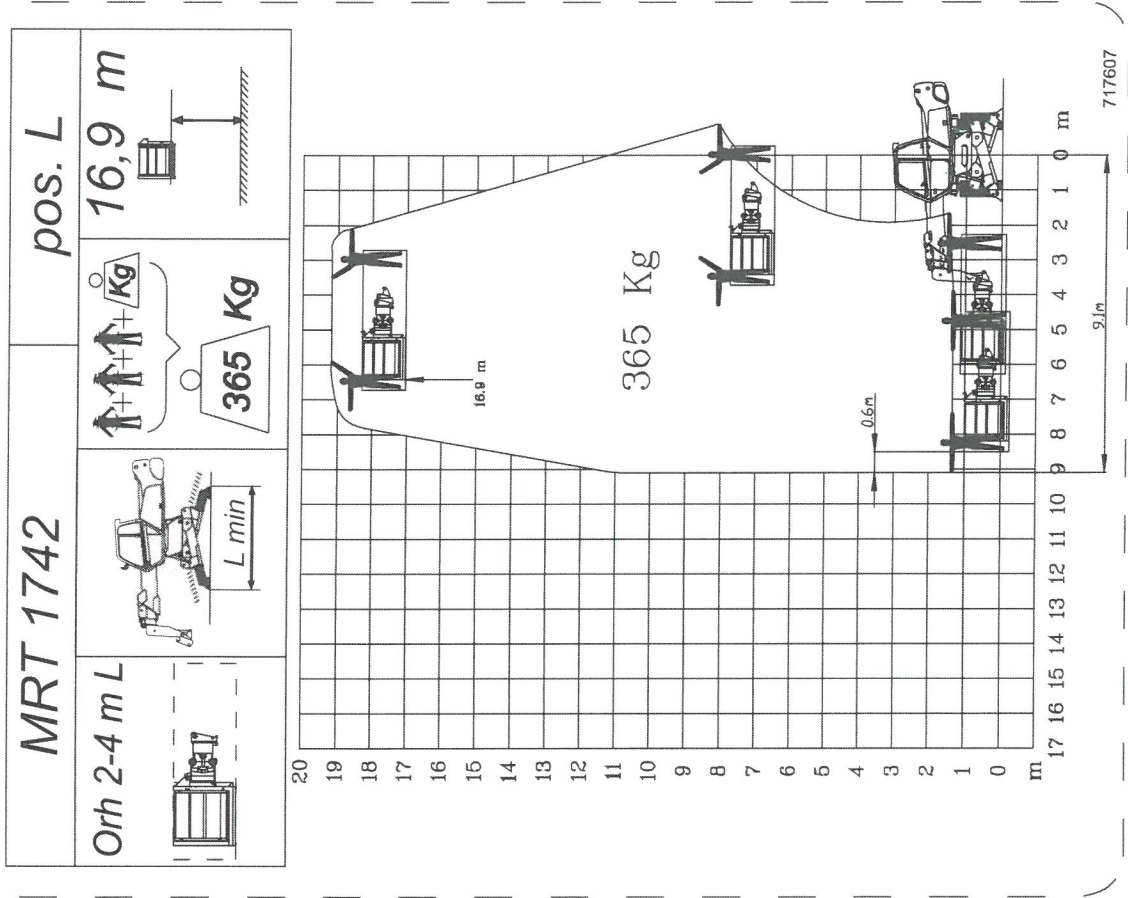 MRT 1742
pos. L
Orh 2-4 m L
L min
Kg
365 Kg
16,9 m
20
19
18
17
16
15
14
13
12
11
10
9
8
7
6
5
4
3
2
1
0
m
16.9 m
365 Kg
0.6m
9.1m
17 16 15 14 13 12 11 10 9 8 7 6 5 4 3 2 1 0 m
717607